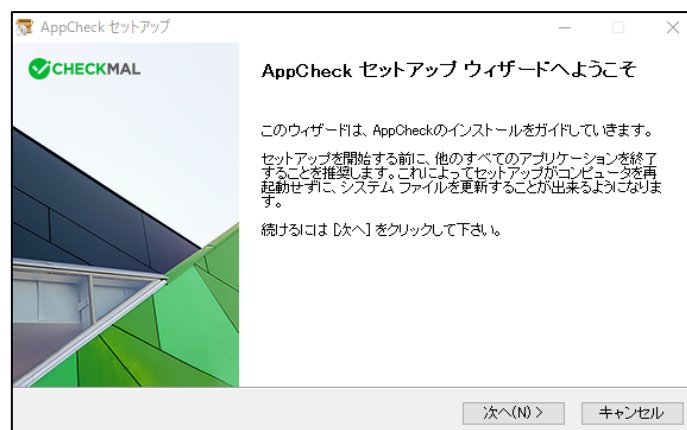 AppCheck セットアップ
CHECKMAL
AppCheck セットアップ ウィザードへようこそ
このウィザードは、AppCheckのインストールをガイドしていきます。
セットアップを開始する前に、他のすべてのアプリケーションを終了
することを推奨します。これによってセットアップがコンピュータを再
起動せずに、システム ファイルを更新することが出来るようになりま
す。
続けるには [次へ] をクリックして下さい。
次へ(N) >
キャンセル